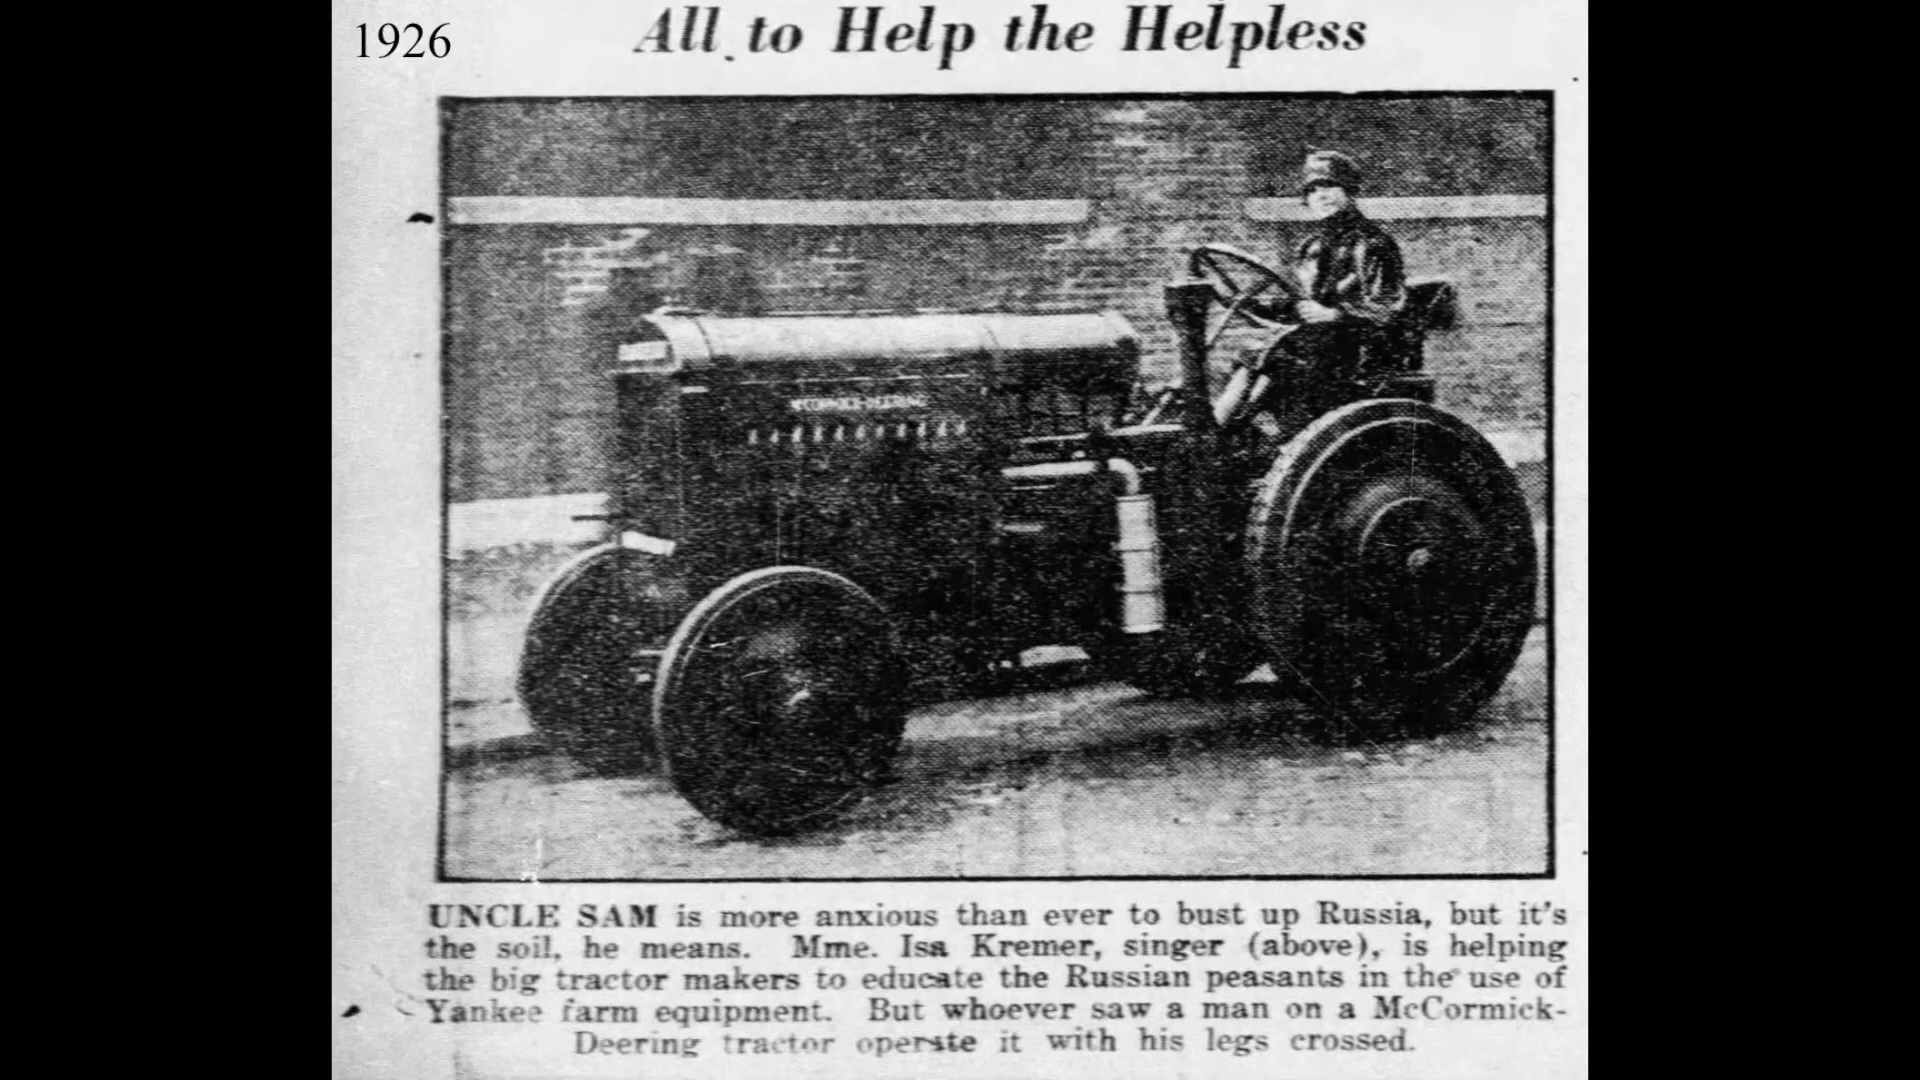 1926
All to Help the Helpless
McCORMICK-DEERING
UNCLE SAM is more anxious than ever to bust up Russia, but it's
the soil, he means. Mme. Isa Kremer, singer (above), is helping
the big tractor makers to educate the Russian peasants in the use of
Yankee farm equipment. But whoever saw a man on a McCormick-
Deering tractor operate it with his legs crossed.